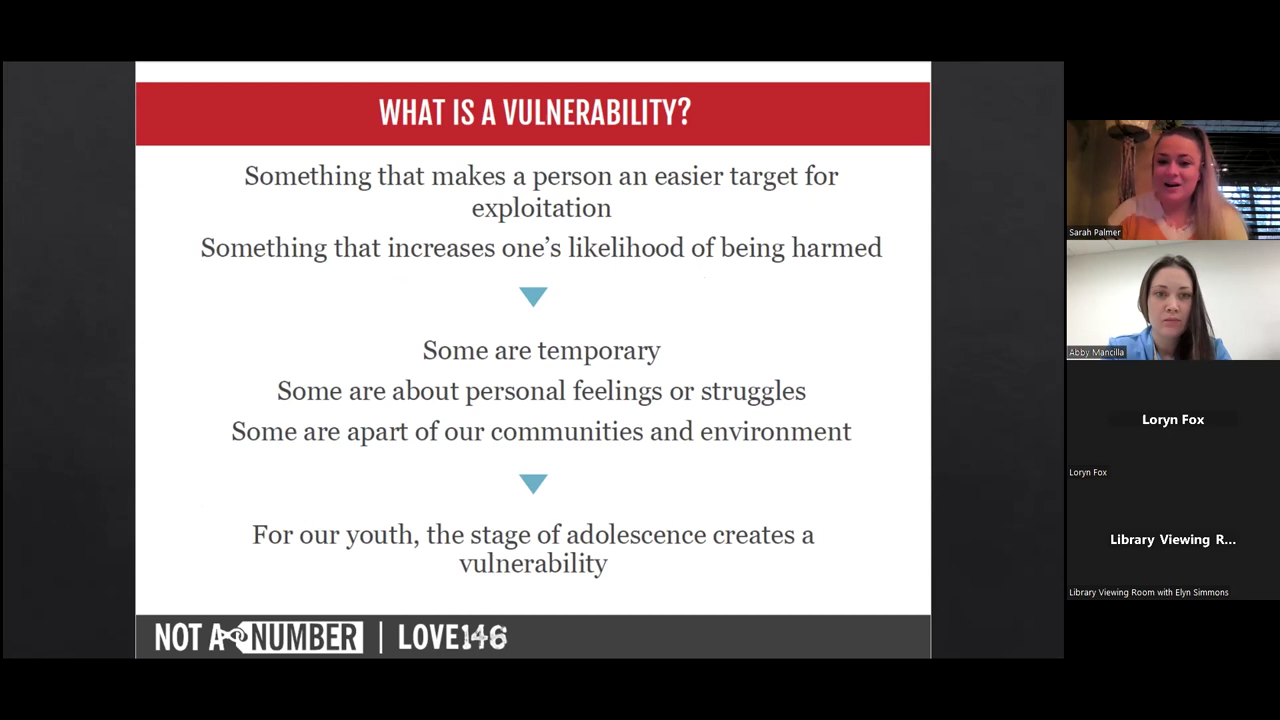 WHAT IS A VULNERABILITY?
Something that makes a person an easier target for
exploitation
Something that increases one's likelihood of being harmed
Some are temporary
Some are about personal feelings or struggles
Some are apart of our communities and environment
For our youth, the stage of adolescence creates a
vulnerability
NOT A NUMBER | LOVE146
Sarah Palmer
Abby Mancilla
Loryn Fox
Loryn Fox
Library Viewing R...
Library Viewing Room with Elyn Simmons